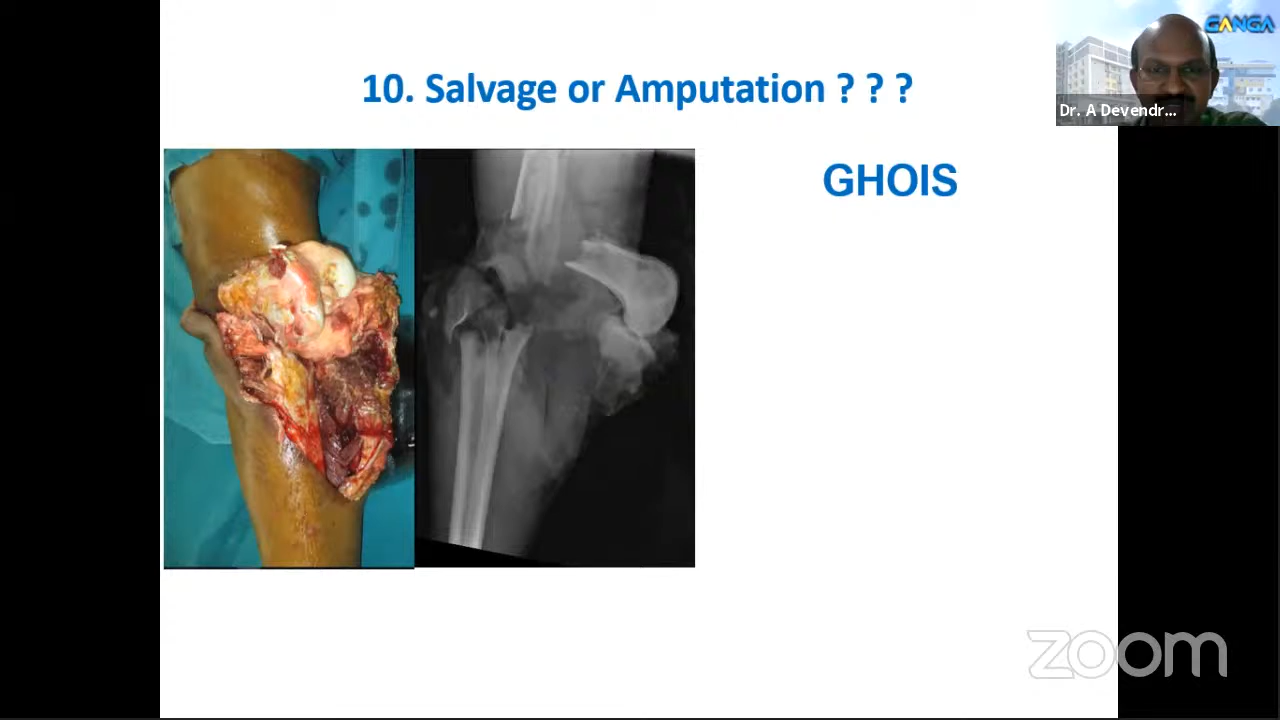 10. Salvage or Amputation ? ? ?
GANGA
Dr. A Devendr...
GHOIS
zoom